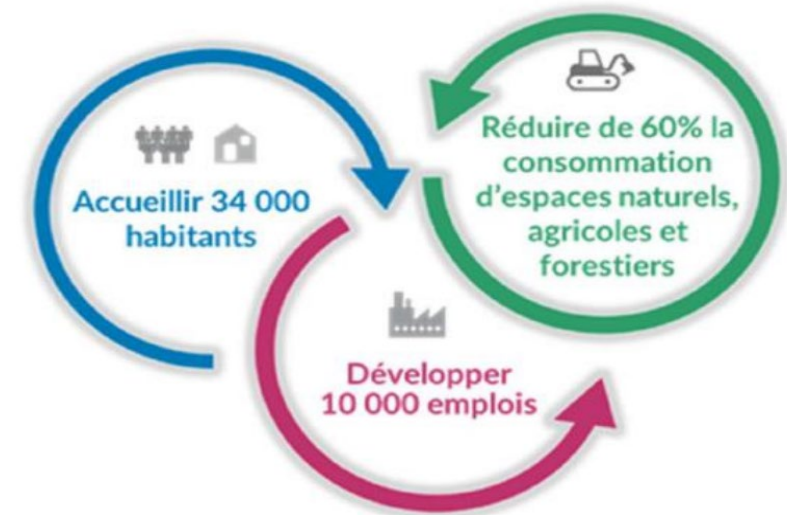 Accueillir 34 000
habitants
Réduire de 60% la
consommation
d'espaces naturels,
agricoles et
forestiers
Développer
10 000 emplois